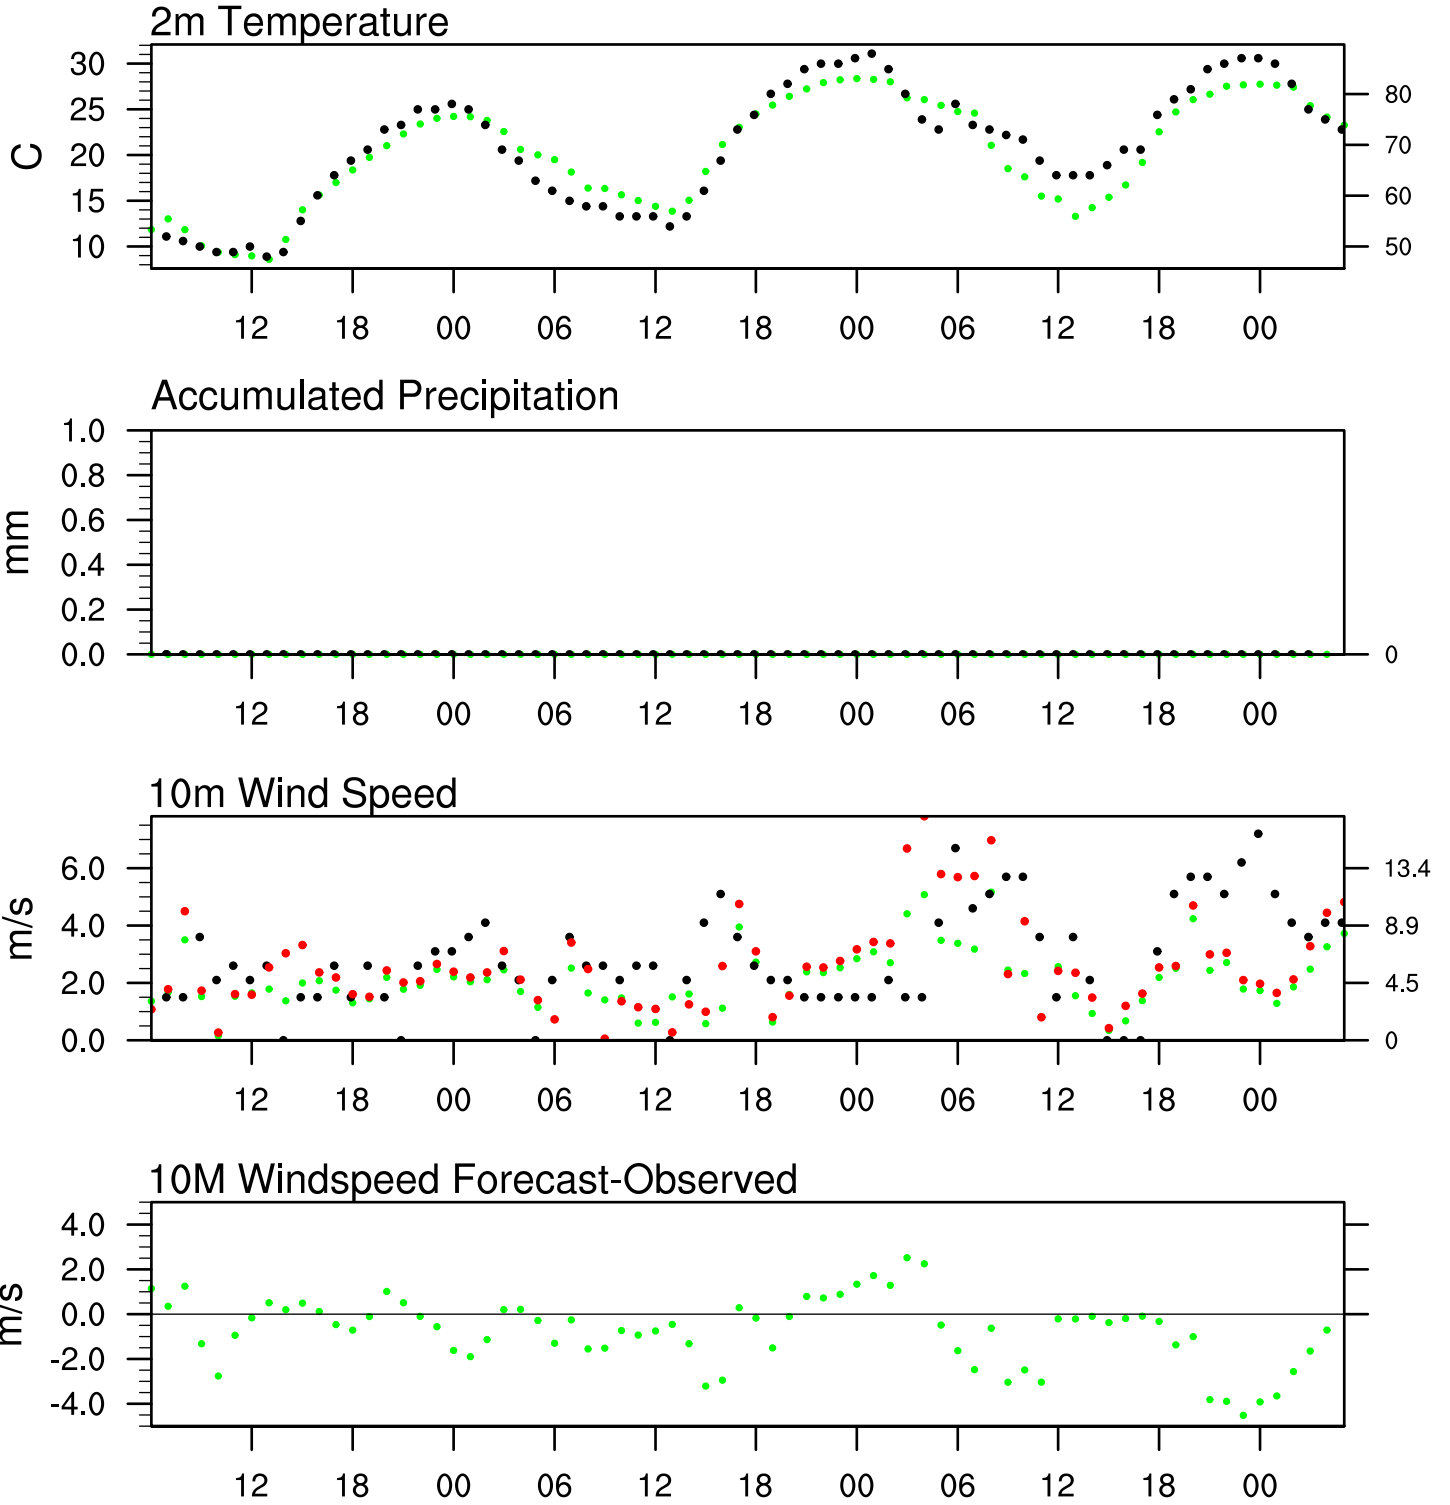 2m Temperature
30
25
20
15
10
C
80
70
60
50
12 18 00 06 12 18 00 06 12 18 00
Accumulated Precipitation
1.0
0.8
0.6
0.4
0.2
0.0
mm
0
12 18 00 06 12 18 00 06 12 18 00
10m Wind Speed
6.0
4.0
2.0
0.0
m/s
13.4
8.9
4.5
0
12 18 00 06 12 18 00 06 12 18 00
10M Windspeed Forecast-Observed
4.0
2.0
0.0
-2.0
-4.0
m/s
12 18 00 06 12 18 00 06 12 18 00